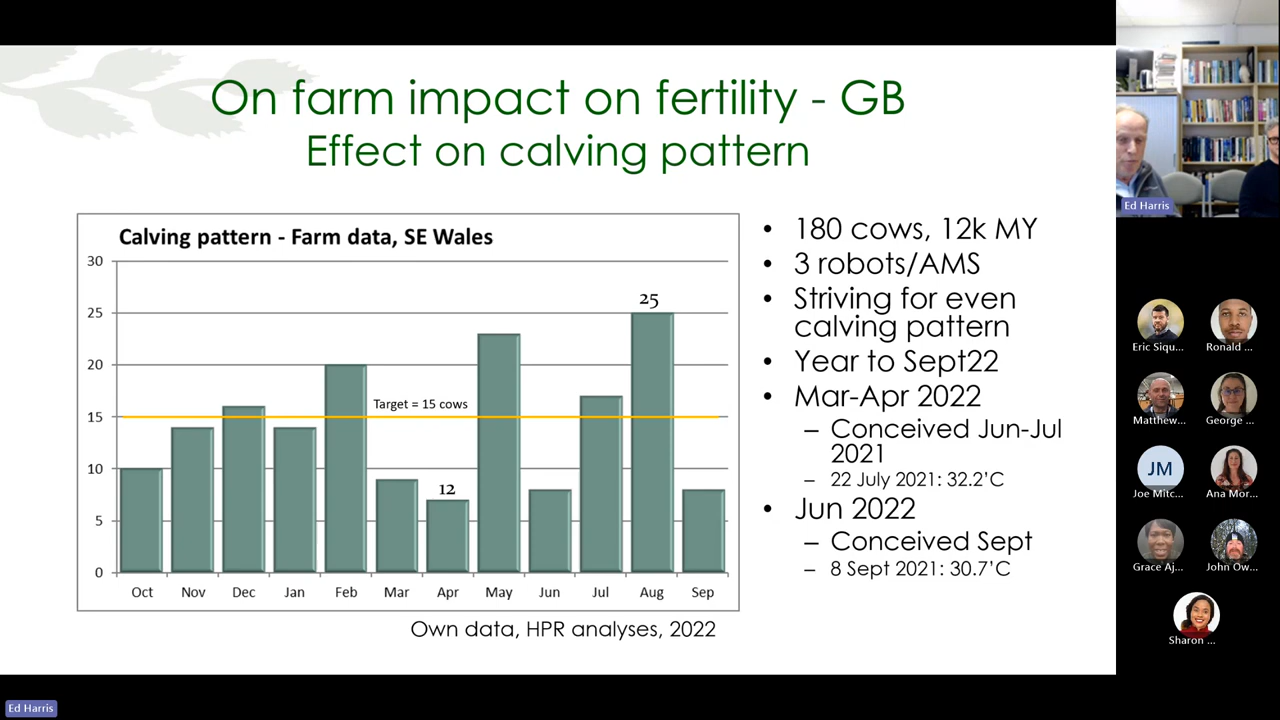 On farm impact on fertility - GB
Effect on calving pattern
Calving pattern - Farm data, SE Wales
30
25
20
15
10
5
0
25
12
Target = 15 cows
Oct Nov Dec Jan Feb Mar Apr May Jun Jul Aug Sep
Own data, HPR analyses, 2022
• 180 cows, 12k MY
• 3 robots/AMS
• Striving for even
calving pattern
• Year to Sept22
• Mar-Apr 2022
– Conceived Jun-Jul
2021
– 22 July 2021: 32.2'C
• Jun 2022
– Conceived Sept
– 8 Sept 2021: 30.7'C
Ed Harris
Eric Siqu...
Ronald ...
Matthew...
George ...
JM
Joe Mitc...
Ana Mor...
Grace Aj...
John Ow...
Sharon ...
Ed Harris